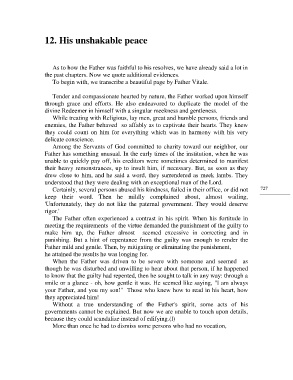 12. His unshakable peace
As to how the Father was faithful to his resolves, we have already said a lot in
the past chapters. Now we quote additional evidences.
To begin with, we transcribe a beautiful page by Father Vitale.
Tender and compassionate hearted by nature, the Father worked upon himself
through grace and efforts. He also endeavored to duplicate the model of the
divine Redeemer in himself with a singular meekness and gentleness.
While treating with Religious, lay men, great and humble persons, friends and
enemies, the Father behaved so affably as to captivate their hearts. They knew
they could count on him for everything which was in harmony with his very
delicate conscience.
Among the Servants of God committed to charity toward our neighbor, our
Father has something unusual. In the early times of the institution, when he was
unable to quickly pay off, his creditors were sometimes determined to manifest
their heavy remonstrances, up to insult him, if necessary. But, as soon as they
drew close to him, and he said a word, they surrendered as meek lambs. They
understood that they were dealing with an exceptional man of the Lord.
Certainly, several persons abused his kindness, failed in their office, or did not
keep their word. Then he mildly complained about, almost wailing,
'Unfortunately, they do not like the paternal government. They would deserve
rigor.'
The Father often experienced a contrast in his spirit. When his fortitude in
meeting the requirements of the virtue demanded the punishment of the guilty to
make him up, the Father almost seemed excessive in correcting and in
punishing. But a hint of repentance from the guilty was enough to render the
Father mild and gentle. Then, by mitigating or eliminating the punishment,
he attained the results he was longing for.
When the Father was driven to be severe with someone and seemed as
though he was disturbed and unwilling to hear about that person, if he happened
to know that the guilty had repented, then he sought to talk in any way: through a
smile or a glance - oh, how gentle it was. He seemed like saying, "I am always
your Father, and you my son!" Those who knew how to read in his heart, how
they appreciated him!
Without a true understanding of the Father's spirit, some acts of his
governments cannot be explained. But now we are unable to touch upon details,
because they could scandalize instead of edifying.(l)
More than once he had to dismiss some persons who had no vocation,
727